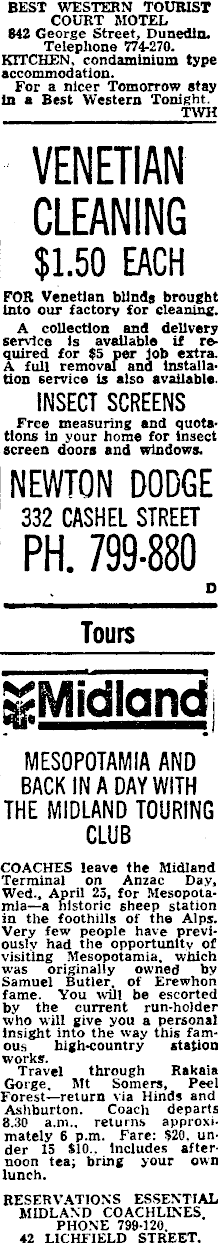 BEST WESTERN TOURIST
COURT MOTEL
842 George Street, Dunedin.
Telephone 774-270.
KITCHEN, condaminium type
accommodation.
For a nicer Tomorrow stay
in a Best Western Tonight.
TWH
VENETIAN
CLEANING
$1.50 EACH
FOR Venetian blinds brought
into our factory for cleaning.
A collection and delivery
service is available if re-
quired for $5 per job extra.
A full removal and installa-
tion service is also available.
INSECT SCREENS
Free measuring and quota-
tions in your home for insect
screen doors and windows.
NEWTON DODGE
332 CASHEL STREET
PH. 799-880
D
Tours
Midland
MESOPOTAMIA AND
BACK IN A DAY WITH
THE MIDLAND TOURING
CLUB
COACHES leave the Midland
Terminal on Anzac Day,
Wed., April 25, for Mesopota-
mia—a historic sheep station
in the foothills of the Alps.
Very few people have previ-
ously had the opportunity of
visiting Mesopotamia, which
was originally owned by
Samuel Butler, of Erewhon
fame. You will be escorted
by the current run-holder
who will give you a personal
insight into the way this fam-
ous high-country station
works.
Travel through Rakaia
Gorge, Mt Somers, Peel
Forest—return via Hinds and
Ashburton. Coach departs
8.30 a.m., returns approxi-
mately 6 p.m. Fare: $20, un-
der 15 $10.. Includes after-
noon tea; bring your own
lunch.
RESERVATIONS ESSENTIAL
MIDLAND COACHLINES,
PHONE 799-120,
42 LICHFIELD STREET.